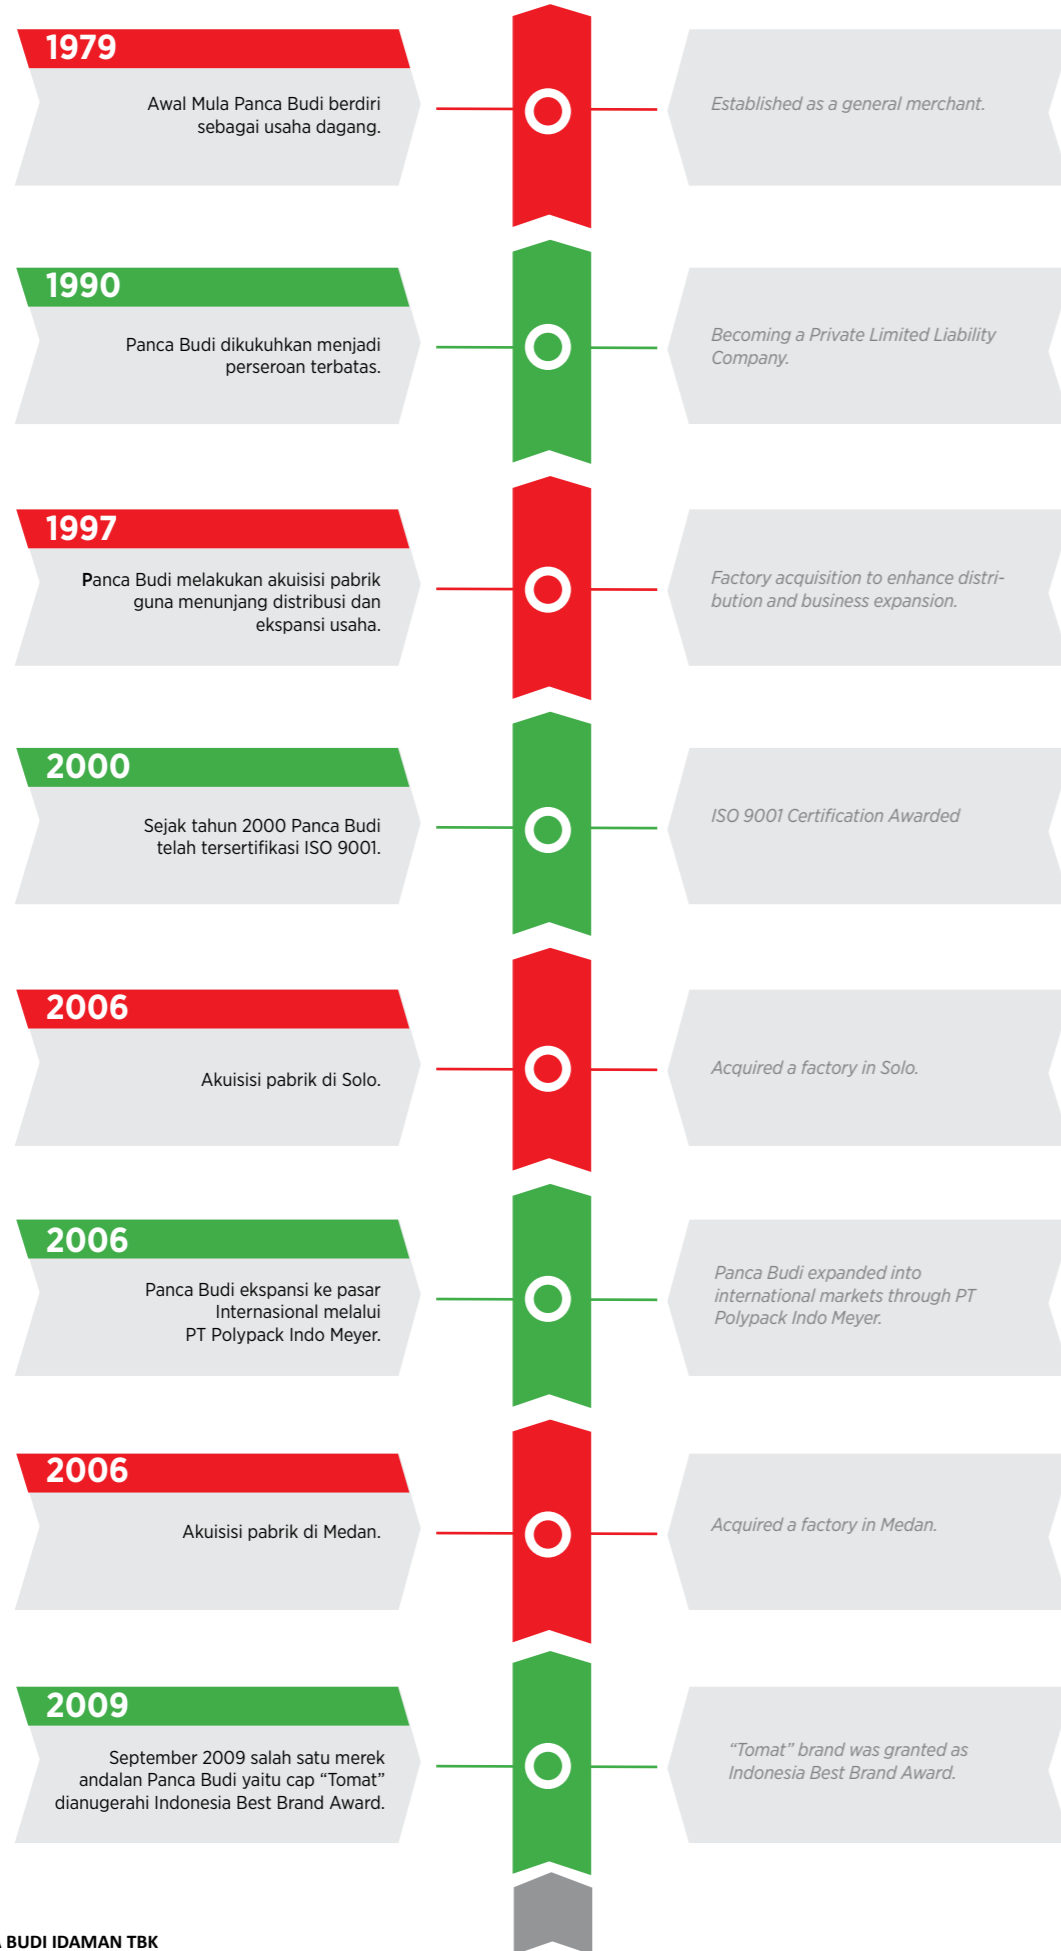 1979
Awal Mula Panca Budi berdiri
sebagai usaha dagang.
Established as a general merchant.
1990
Panca Budi dikukuhkan menjadi
perseroan terbatas.
Becoming a Private Limited Liability
Company.
1997
Panca Budi melakukan akuisisi pabrik
guna menunjang distribusi dan
ekspansi usaha.
Factory acquisition to enhance distri-
bution and business expansion.
2000
Sejak tahun 2000 Panca Budi
telah tersertifikasi ISO 9001.
ISO 9001 Certification Awarded
2006
Akuisisi pabrik di Solo.
Acquired a factory in Solo.
2006
Panca Budi ekspansi ke pasar
Internasional melalui
PT Polypack Indo Meyer.
Panca Budi expanded into
international markets through PT
Polypack Indo Meyer.
2006
Akuisisi pabrik di Medan.
Acquired a factory in Medan.
2009
September 2009 salah satu merek
andalan Panca Budi yaitu cap “Tomat”
dianugerahi Indonesia Best Brand Award.
“Tomat” brand was granted as
Indonesia Best Brand Award.
BUDI IDAMAN TBK